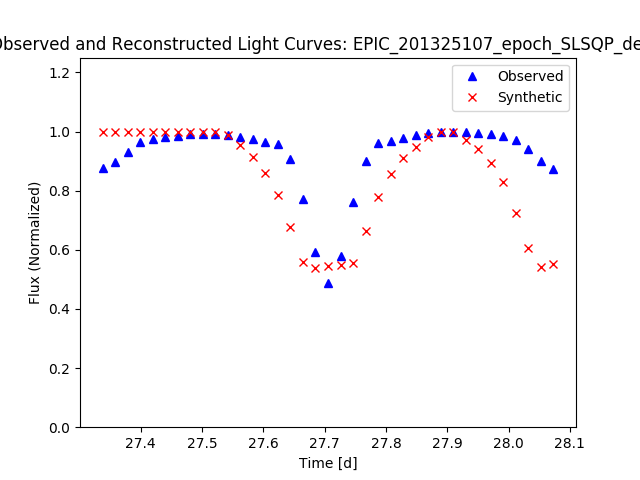 Observed and Reconstructed Light Curves: EPIC_201325107_epoch_SLSQP_de
1.2
1.0
0.8
0.6
0.4
0.2
0.0
Flux (Normalized)
Observed
Synthetic
27.4 27.5 27.6 27.7 27.8 27.9 28.0 28.1
Time [d]